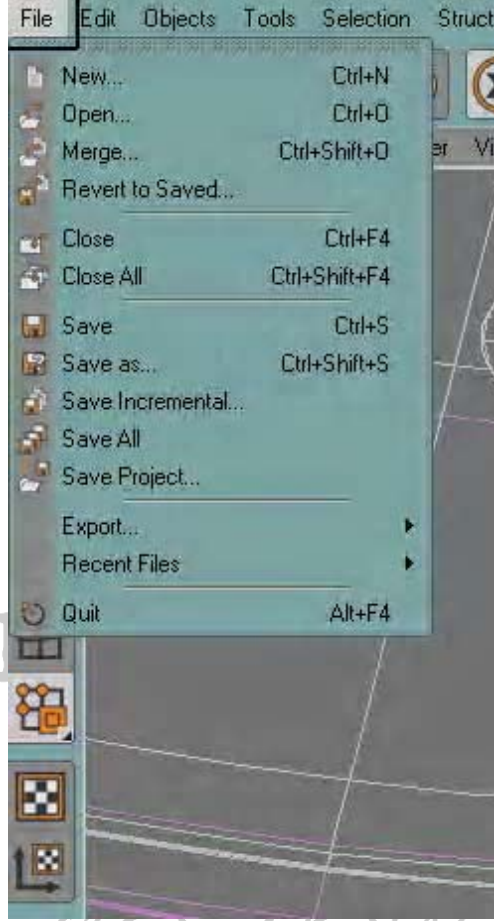 File Edit Objects Tools Selection Struct
New... Ctrl+N
Open... Ctrl+O
Merge... Ctrl+Shift+O
er Vi
Revert to Saved...
Close Ctrl+F4
Close All Ctrl+Shift+F4
Save Ctrl+S
Save as... Ctrl+Shift+S
Save Incremental...
Save All
Save Project...
Export...
Recent Files
Quit Alt+F4